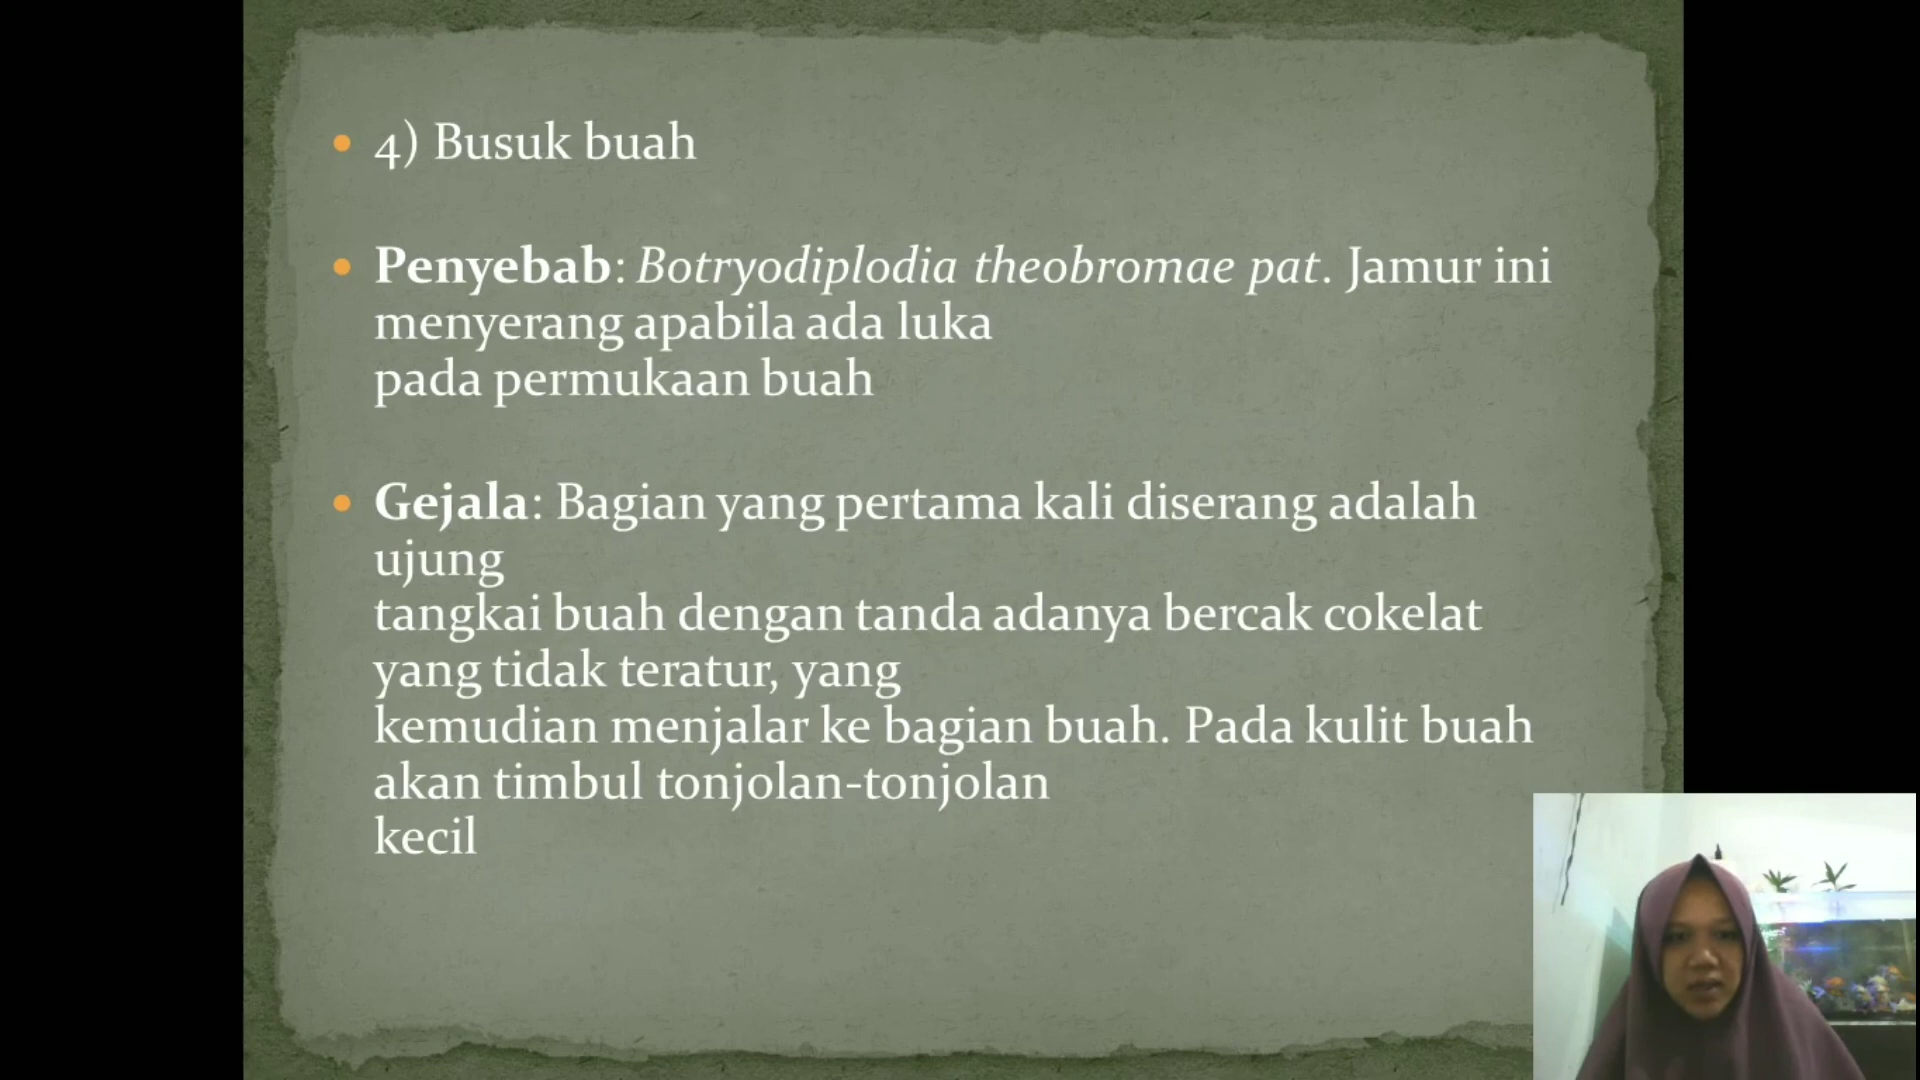 4) Busuk buah
Penyebab: Botryodiplodia theobromae pat. Jamur ini
menyerang apabila ada luka
pada permukaan buah
Gejala: Bagian yang pertama kali diserang adalah
ujung
tangkai buah dengan tanda adanya bercak cokelat
yang tidak teratur, yang
kemudian menjalar ke bagian buah. Pada kulit buah
akan timbul tonjolan-tonjolan
kecil